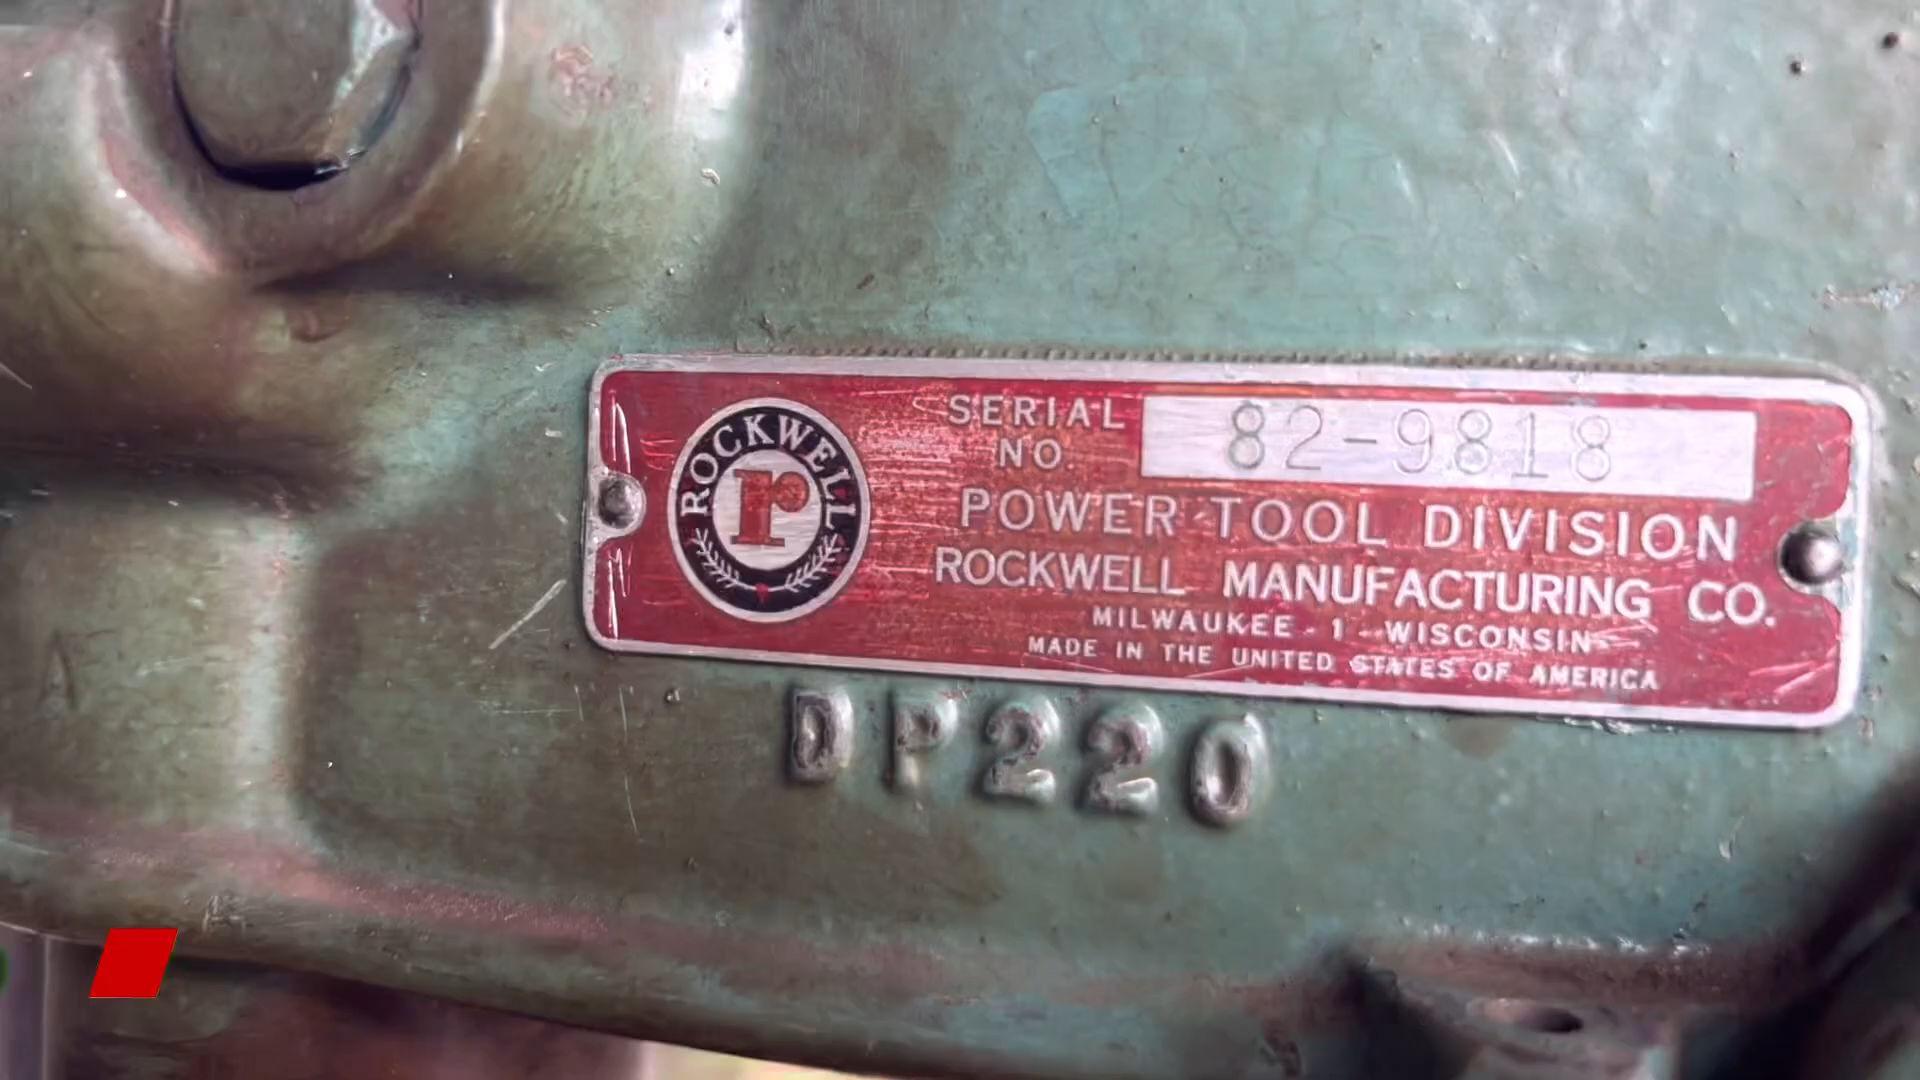 ROCKWELL
r
SERIAL NO. 82-9818
POWER TOOL DIVISION
ROCKWELL MANUFACTURING CO.
MILWAUKEE - 1 - WISCONSIN
MADE IN THE UNITED STATES OF AMERICA
DP220